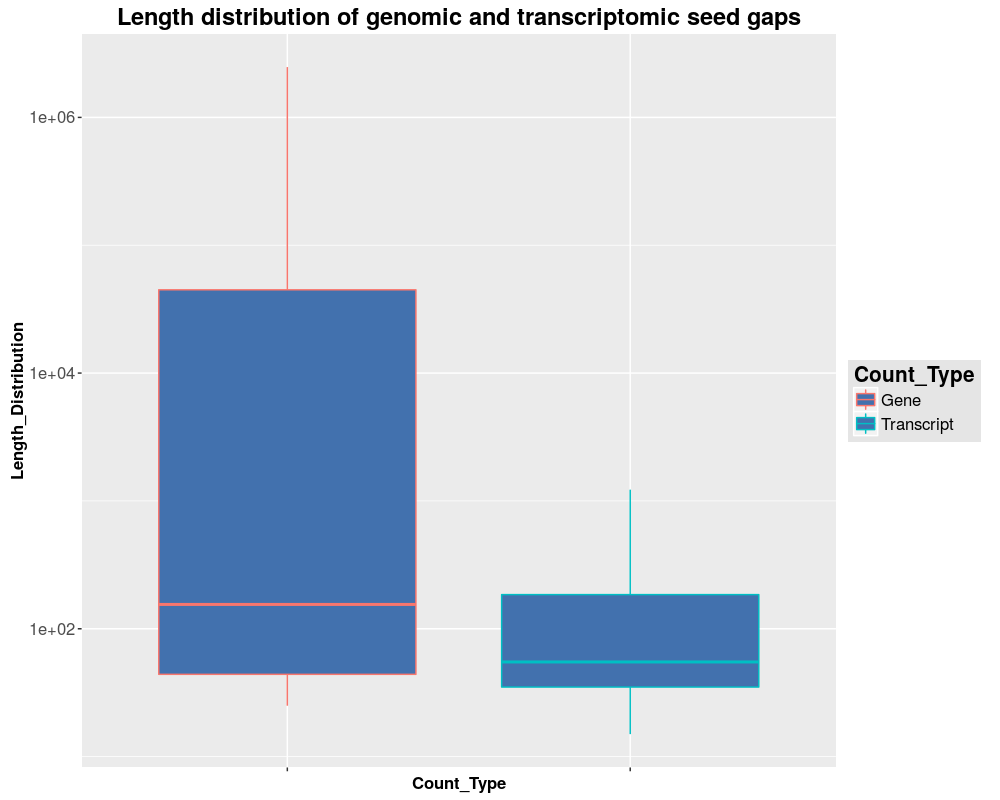 Length distribution of genomic and transcriptomic seed gaps
1e+06
1e+04
1e+02
Length_Distribution
Count_Type
Count_Type
Gene
Transcript